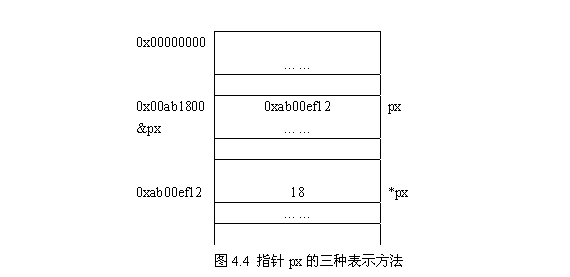 0x00000000
... ...
0x00ab1800 0xab00ef12 px
&px ... ...
0xab00ef12 18 *px
... ...
图 4.4 指针 px 的三种表示方法